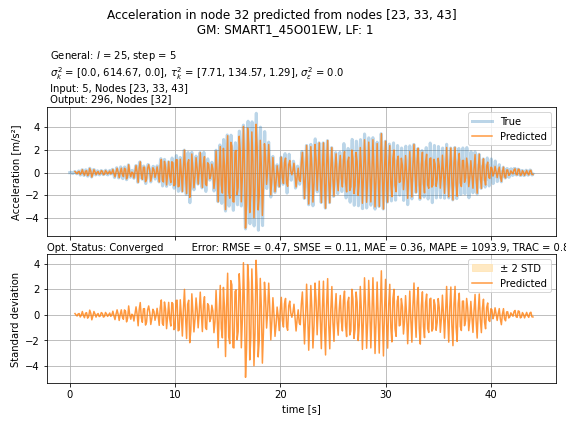 Acceleration in node 32 predicted from nodes [23, 33, 43]
GM: SMART1_45O01EW, LF: 1
General: l = 25, step = 5
σ²ₖ = [0.0, 614.67, 0.0], τ²ₖ = [7.71, 134.57, 1.29], σ²ₑ = 0.0
Input: 5, Nodes [23, 33, 43]
Output: 296, Nodes [32]
Acceleration [m/s²]
4
2
0
−2
−4
True
Predicted
Opt. Status: Converged Error: RMSE = 0.47, SMSE = 0.11, MAE = 0.36, MAPE = 1093.9, TRAC = 0.8
Standard deviation
4
2
0
−2
−4
± 2 STD
Predicted
0 10 20 30 40
time [s]